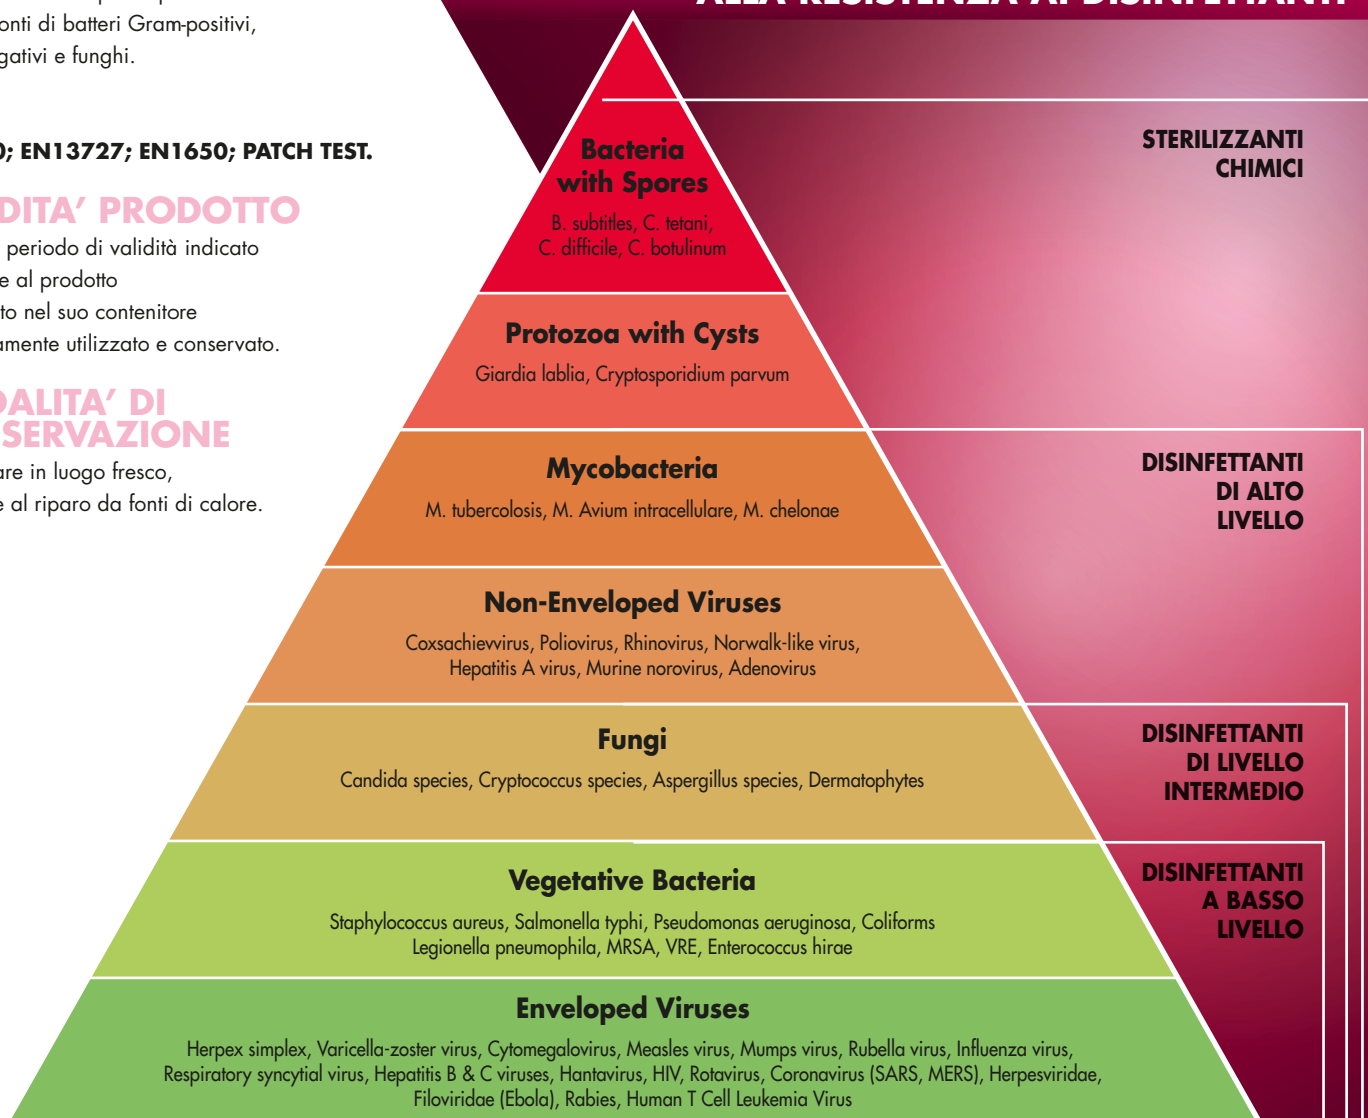 ALLA RESISTENZA AI DISINFETTANTI
onti di batteri Gram-positivi,
gativi e funghi.
0; EN13727; EN1650; PATCH TEST.
DITA’ PRODOTTO
periodo di validità indicato
e al prodotto
to nel suo contenitore
amente utilizzato e conservato.
DALITA’ DI
SERVAZIONE
are in luogo fresco,
e al riparo da fonti di calore.
Bacteria
with Spores
B. subtitles, C. tetani,
C. difficile, C. botulinum
Protozoa with Cysts
Giardia lablia, Cryptosporidium parvum
Mycobacteria
M. tubercolosis, M. Avium intracellulare, M. chelonae
Non-Enveloped Viruses
Coxsachievvirus, Poliovirus, Rhinovirus, Norwalk-like virus,
Hepatitis A virus, Murine norovirus, Adenovirus
Fungi
Candida species, Cryptococcus species, Aspergillus species, Dermatophytes
Vegetative Bacteria
Staphylococcus aureus, Salmonella typhi, Pseudomonas aeruginosa, Coliforms
Legionella pneumophila, MRSA, VRE, Enterococcus hirae
Enveloped Viruses
Herpex simplex, Varicella-zoster virus, Cytomegalovirus, Measles virus, Mumps virus, Rubella virus, Influenza virus,
Respiratory syncytial virus, Hepatitis B & C viruses, Hantavirus, HIV, Rotavirus, Coronavirus (SARS, MERS), Herpesviridae,
Filoviridae (Ebola), Rabies, Human T Cell Leukemia Virus
STERILIZZANTI
CHIMICI
DISINFETTANTI
DI ALTO
LIVELLO
DISINFETTANTI
DI LIVELLO
INTERMEDIO
DISINFETTANTI
A BASSO
LIVELLO